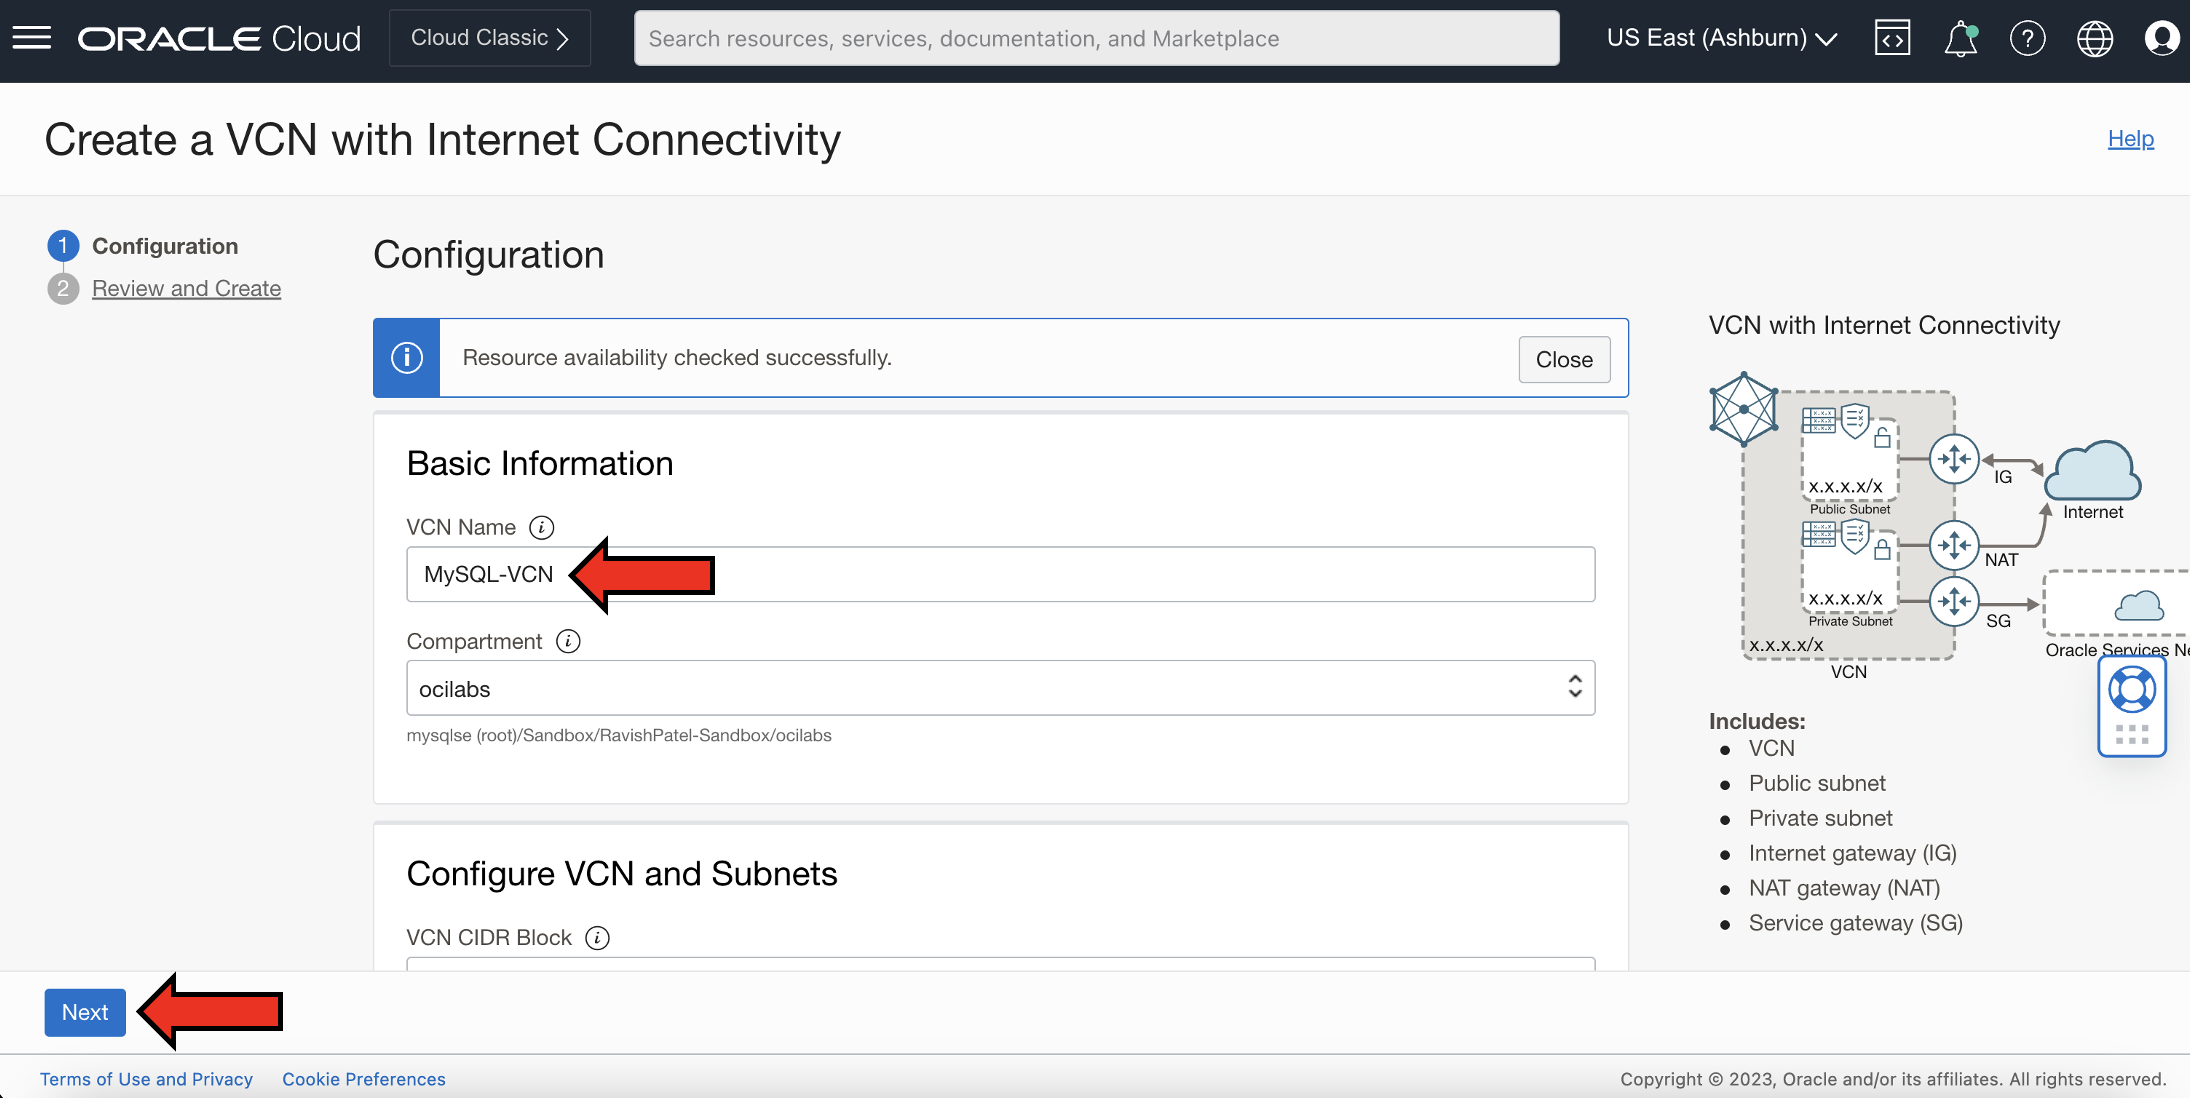 ORACLE Cloud
Cloud Classic
Search resources, services, documentation, and Marketplace
US East (Ashburn)
Create a VCN with Internet Connectivity
Help
1 Configuration
2 Review and Create
Configuration
Resource availability checked successfully.
Close
Basic Information
VCN Name
MySQL-VCN
Compartment
ocilabs
mysqlse (root)/Sandbox/RavishPatel-Sandbox/ocilabs
Configure VCN and Subnets
VCN CIDR Block
VCN with Internet Connectivity
x.x.x.x/x
Public Subnet
IG
Internet
NAT
x.x.x.x/x
Private Subnet
SG
x.x.x.x/x
Oracle Services Ne
VCN
Includes:
VCN
Public subnet
Private subnet
Internet gateway (IG)
NAT gateway (NAT)
Service gateway (SG)
Next
Terms of Use and Privacy
Cookie Preferences
Copyright © 2023, Oracle and/or its affiliates. All rights reserved.